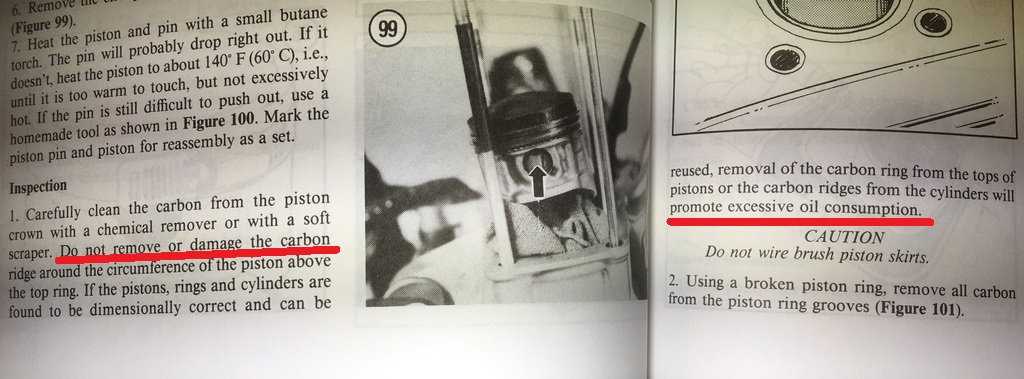 6. Remove the
(Figure 99).
7. Heat the piston and pin with a small butane
torch. The pin will probably drop right out. If it
doesn't, heat the piston to about 140° F (60° C), i.e.,
until it is too warm to touch, but not excessively
hot. If the pin is still difficult to push out, use a
homemade tool as shown in Figure 100. Mark the
piston pin and piston for reassembly as a set.
Inspection
1. Carefully clean the carbon from the piston
crown with a chemical remover or with a soft
scraper. Do not remove or damage the carbon
ridge around the circumference of the piston above
the top ring. If the pistons, rings and cylinders are
found to be dimensionally correct and can be
99
reused, removal of the carbon ring from the tops of
pistons or the carbon ridges from the cylinders will
promote excessive oil consumption.
CAUTION
Do not wire brush piston skirts.
2. Using a broken piston ring, remove all carbon
from the piston ring grooves (Figure 101).